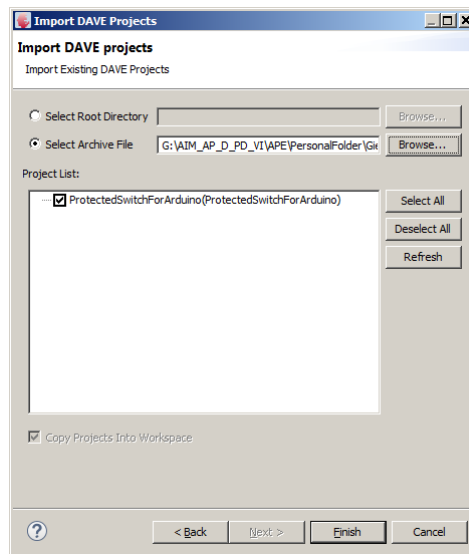 Import DAVE Projects
Import DAVE projects
Import Existing DAVE Projects
Select Root Directory Browse...
Select Archive File G:\AIM_AP_D_PD_VI\APE\PersonalFolder\Gie Browse...
Project List:
ProtectedSwitchForArduino(ProtectedSwitchForArduino) Select All
Deselect All
Refresh
Copy Projects Into Workspace
? < Back Next > Finish Cancel